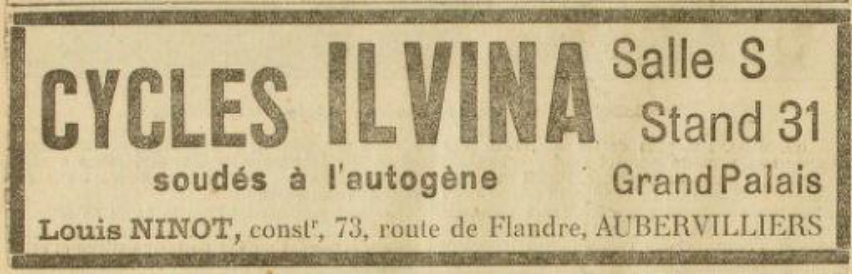 CYCLES ILVINA
soudés à l'autogène
Salle S
Stand 31
Grand Palais
Louis NINOT, constʳ, 73, route de Flandre, AUBERVILLIERS